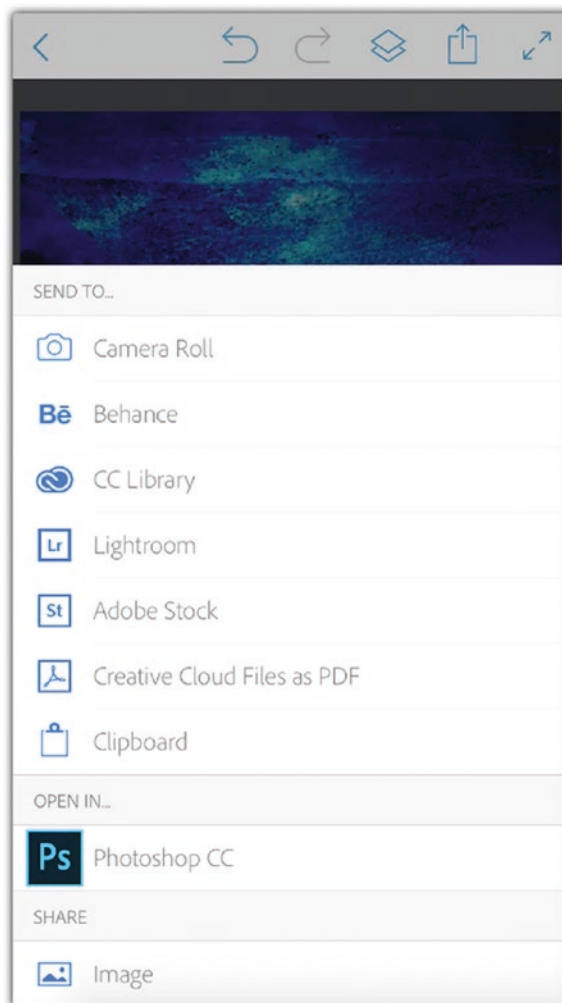 SEND TO...
Camera Roll
Bē Behance
CC Library
Lr Lightroom
St Adobe Stock
Creative Cloud Files as PDF
Clipboard
OPEN IN...
Ps Photoshop CC
SHARE
Image